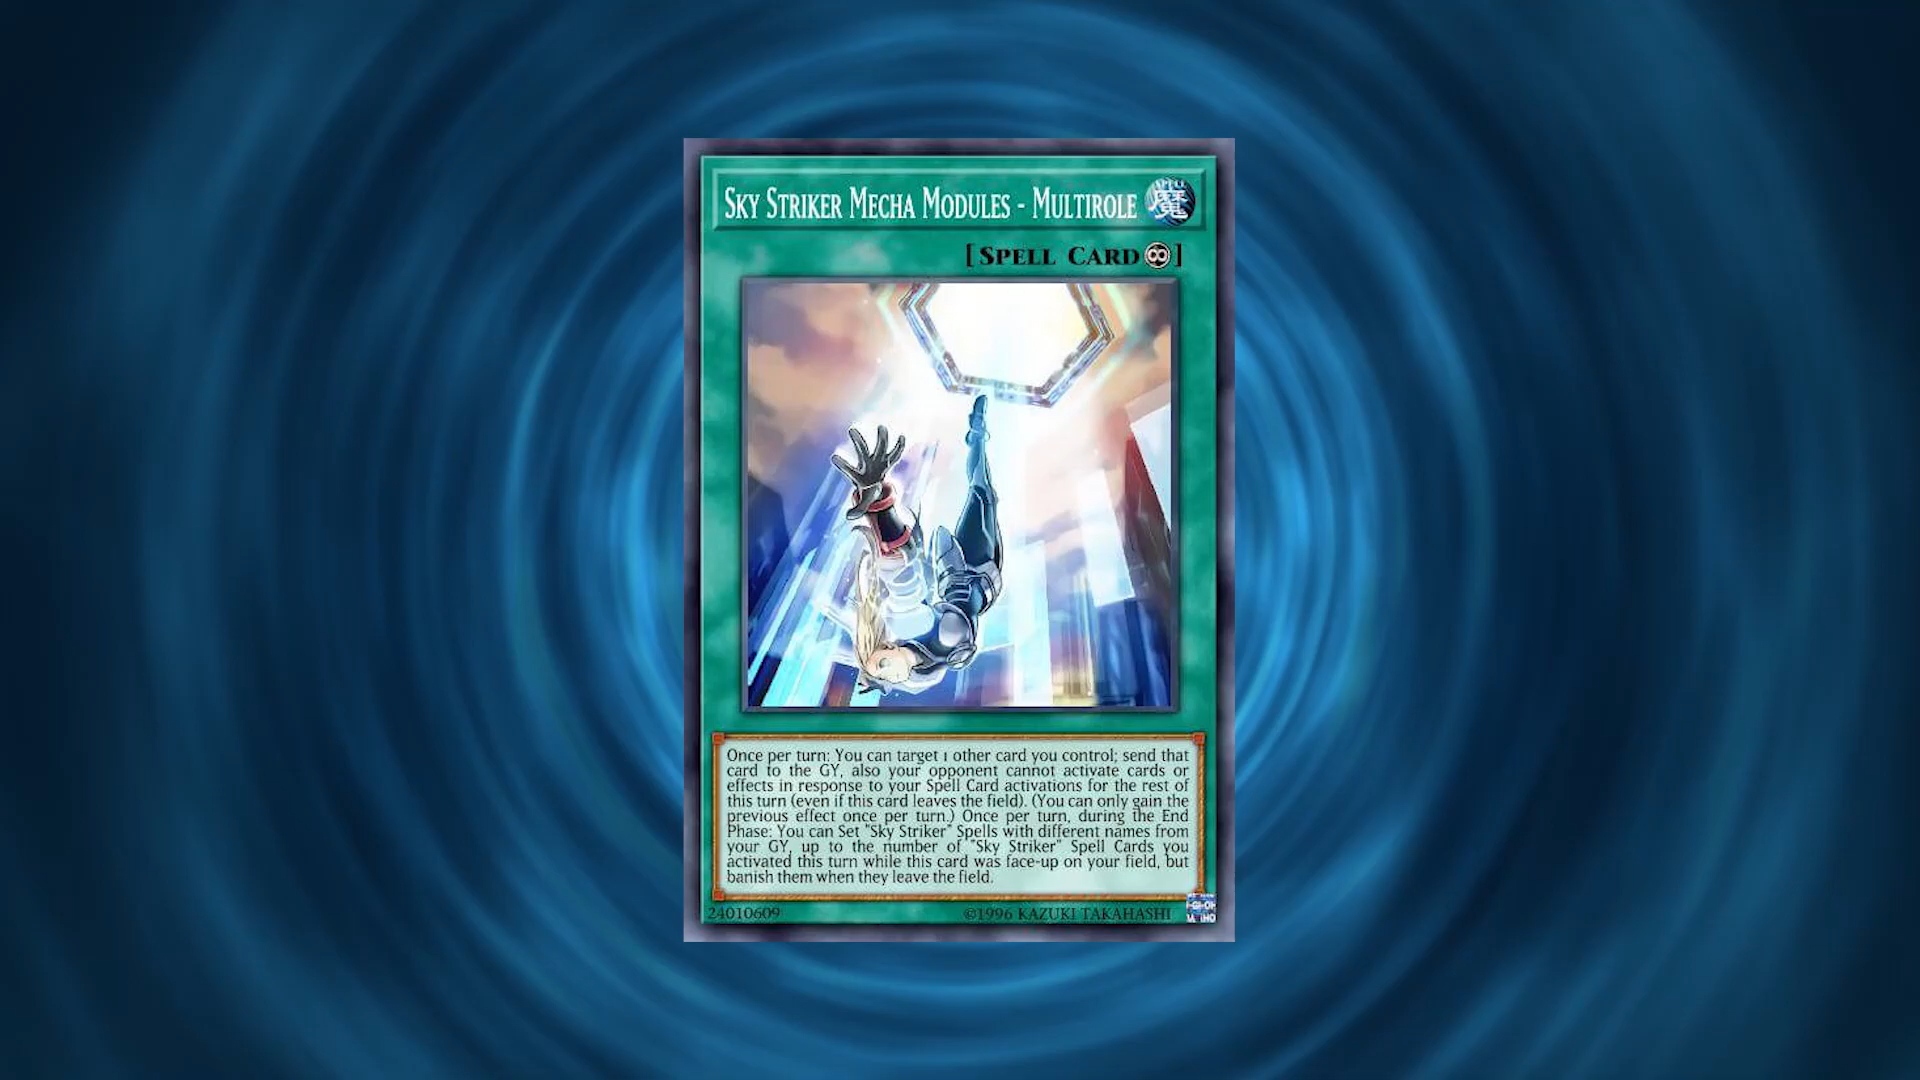 SKY STRIKER MECHA MODULES - MULTIROLE
SPELL
魔
[SPELL CARD]
Once per turn: You can target 1 other card you control; send that
card to the GY, also your opponent cannot activate cards or
effects in response to your Spell Card activations for the rest of
this turn (even if this card leaves the field). (You can only gain the
previous effect once per turn.) Once per turn, during the End
Phase: You can Set "Sky Striker" Spells with different names from
your GY, up to the number of "Sky Striker" Spell Cards you
activated this turn while this card was face-up on your field, but
banish them when they leave the field.
24010609
©1996 KAZUKI TAKAHASHI